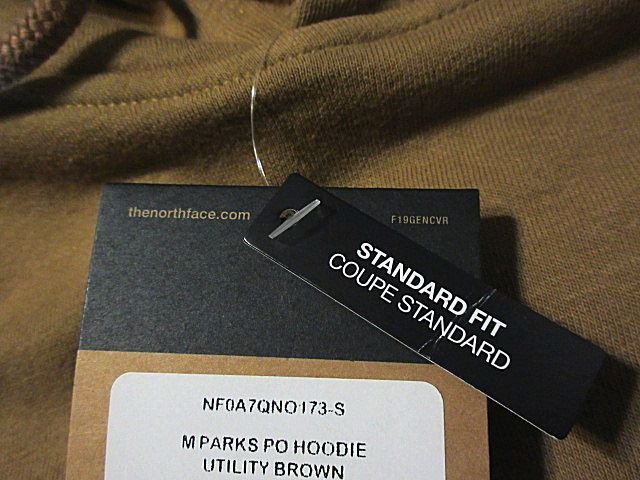 thenorthface.com
F19GENCVR
STANDARD FIT
COUPE STANDARD
NF0A7QNO173-S
M PARKS PO HOODIE
UTILITY BROWN